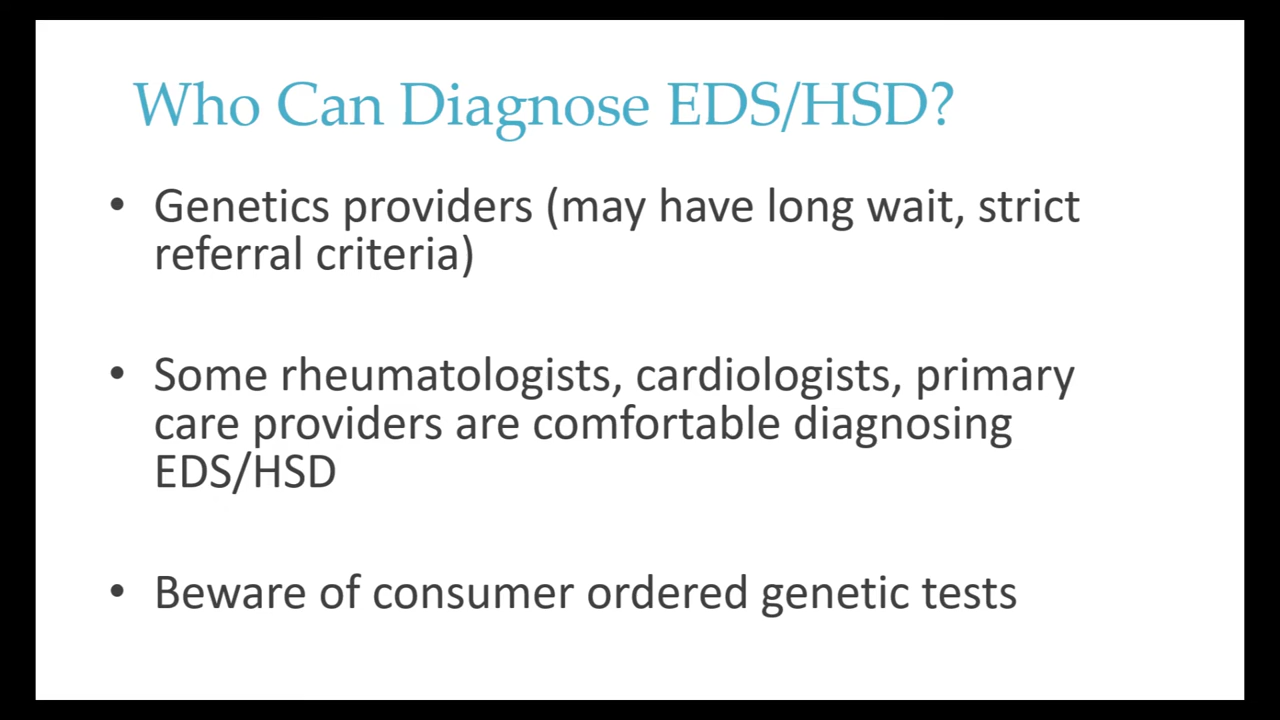 Who Can Diagnose EDS/HSD?
• Genetics providers (may have long wait, strict
referral criteria)
• Some rheumatologists, cardiologists, primary
care providers are comfortable diagnosing
EDS/HSD
• Beware of consumer ordered genetic tests